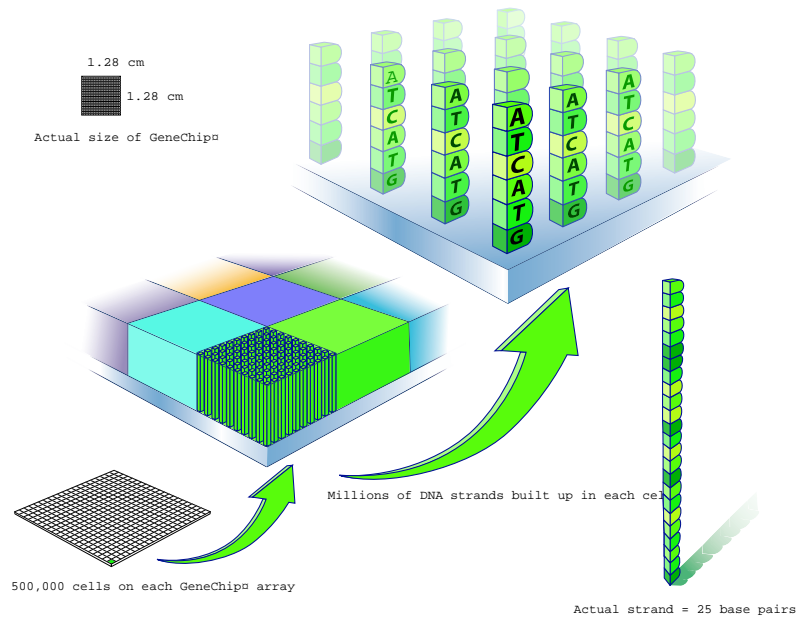 1.28 cm
1.28 cm
Actual size of GeneChip¤
A
T
C
A
T
G
A
T
C
A
T
G
A
T
C
A
T
G
A
T
C
A
T
G
A
T
C
A
T
G
Millions of DNA strands built up in each cel
500,000 cells on each GeneChip¤ array
Actual strand = 25 base pairs